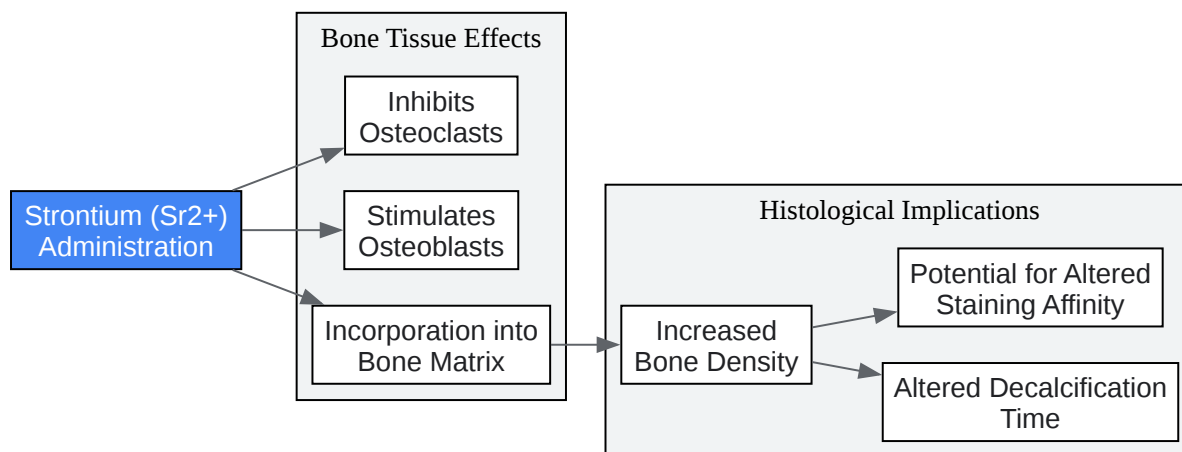 Bone Tissue Effects
Inhibits
Osteoclasts
Strontium (Sr2+)
Administration
Stimulates
Osteoblasts
Incorporation into
Bone Matrix
Histological Implications
Increased
Bone Density
Potential for Altered
Staining Affinity
Altered Decalcification
Time